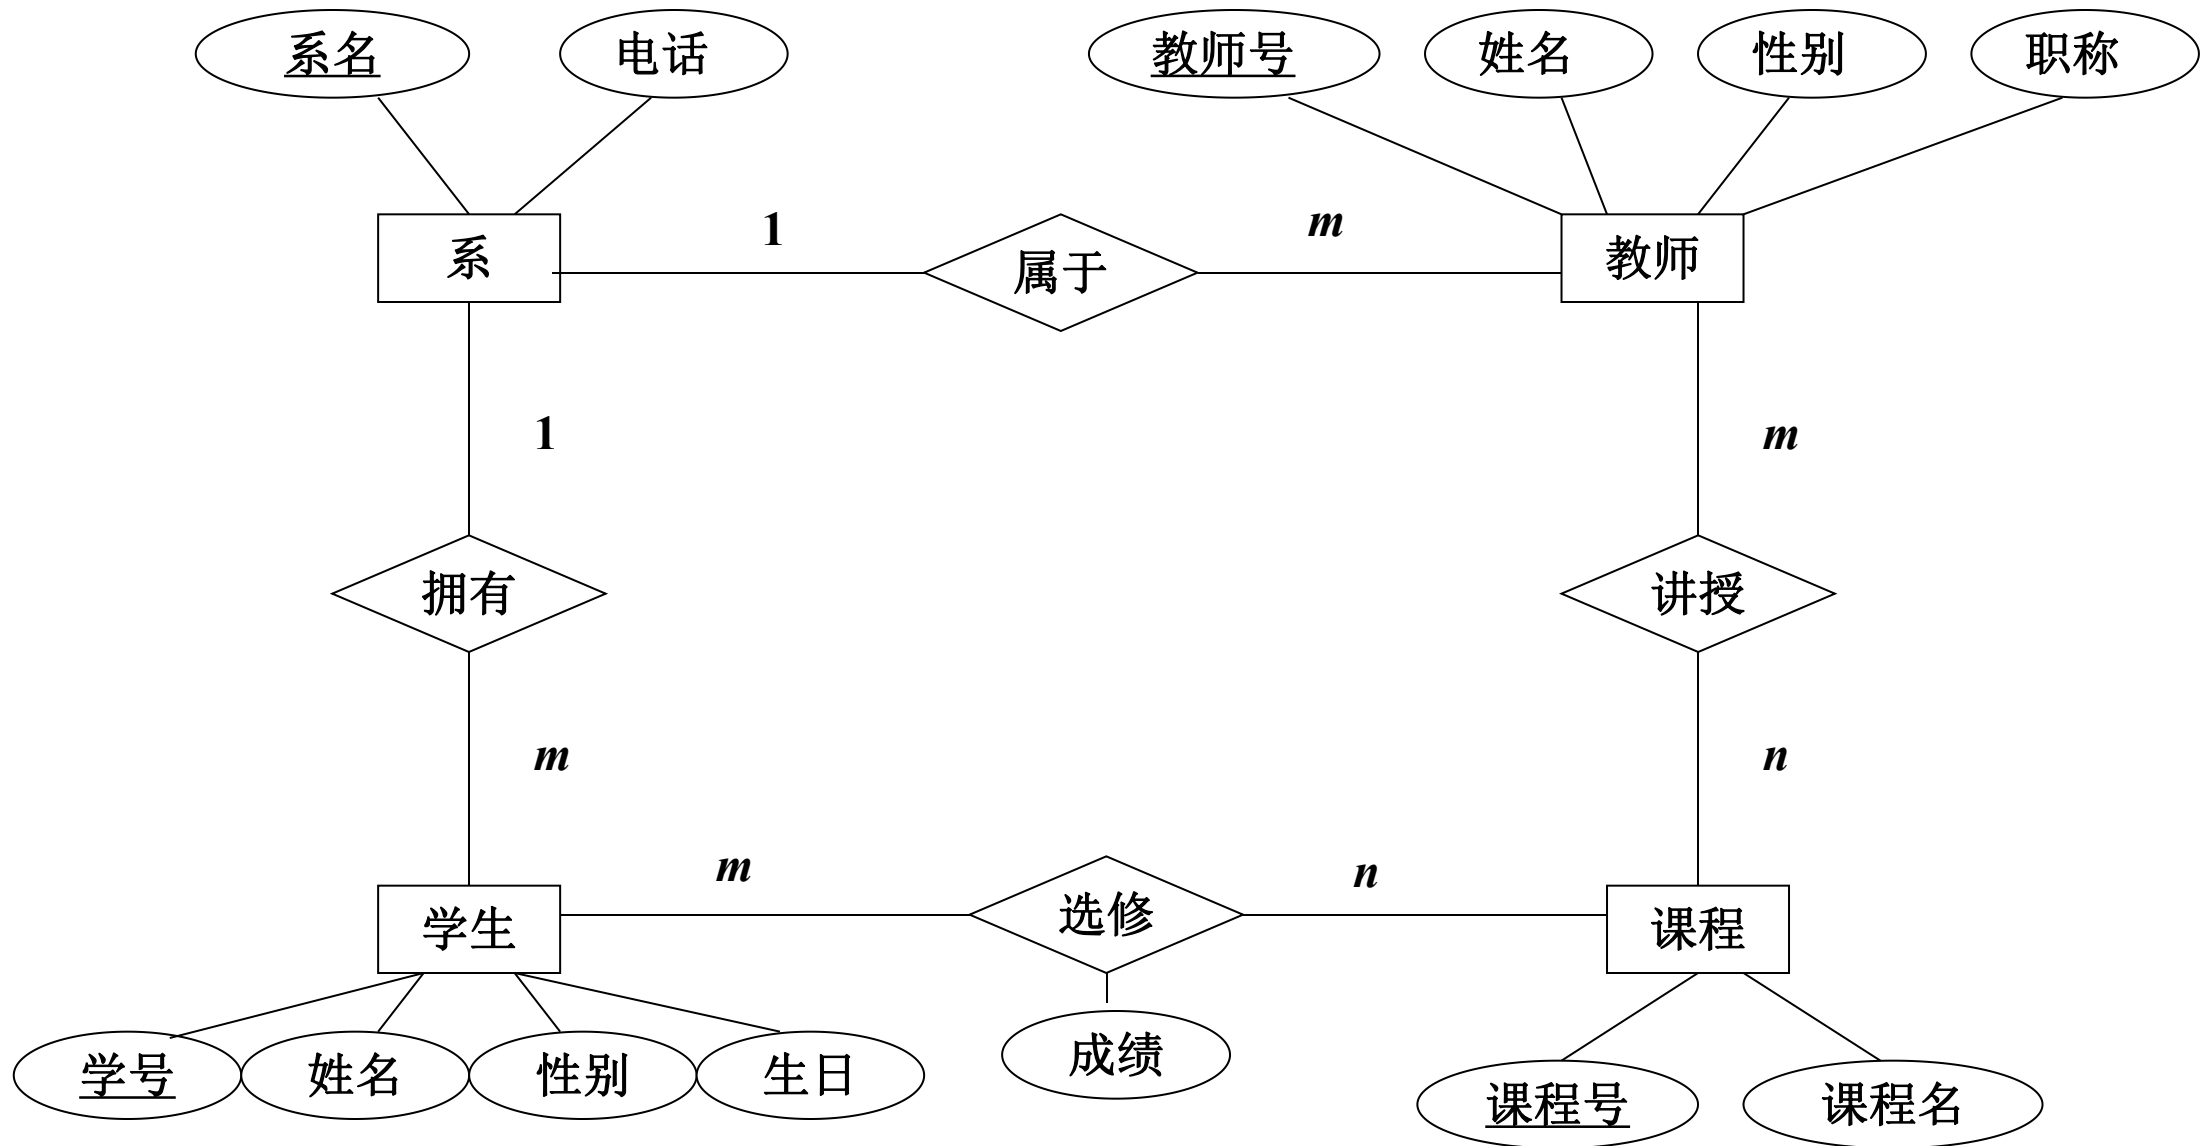 系名
电话
教师号
姓名
性别
职称
系
1
属于
m
教师
1
m
拥有
讲授
m
n
学生
m
选修
n
课程
学号
姓名
性别
生日
成绩
课程号
课程名